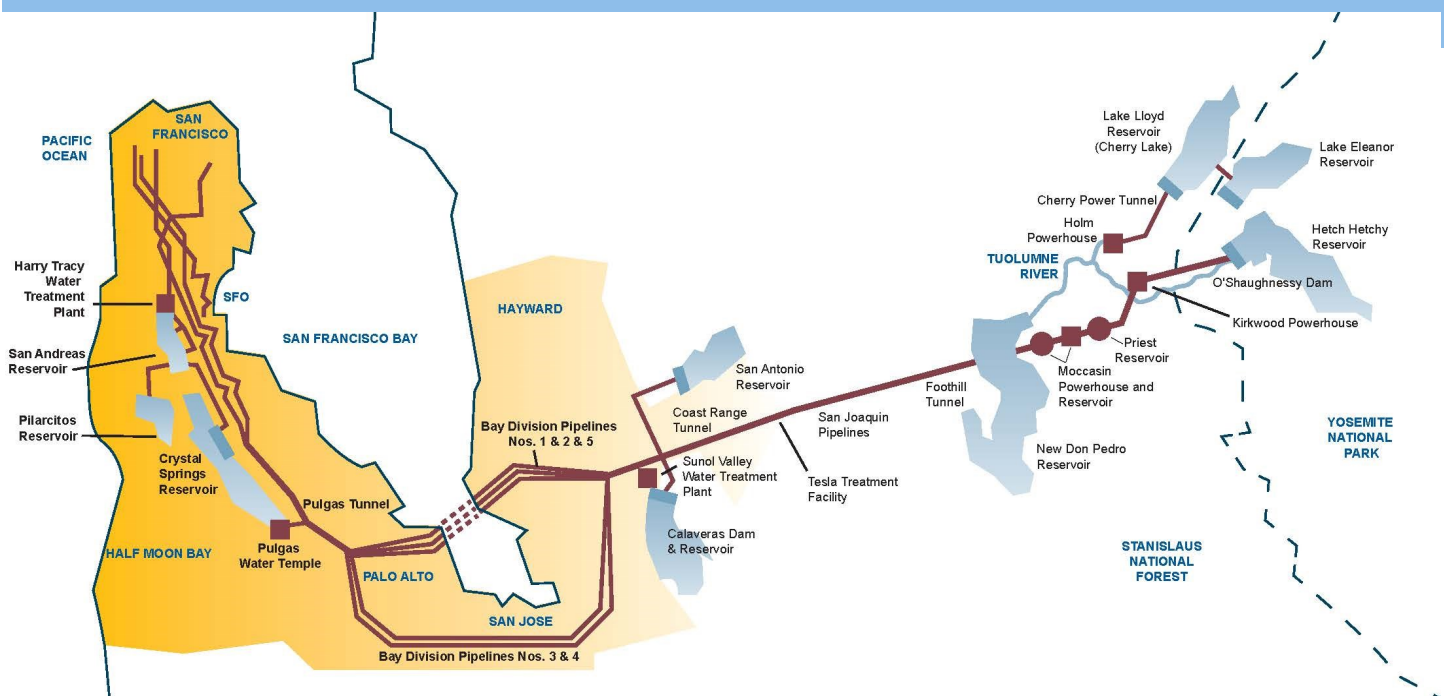 SAN
FRANCISCO
PACIFIC
OCEAN
Harry Tracy
Water
Treatment
Plant
SFO
San Andreas
Reservoir
Pilarcitos
Reservoir
Crystal
Springs
Reservoir
SAN FRANCISCO BAY
HALF MOON BAY
Pulgas Tunnel
Pulgas
Water Temple
PALO ALTO
SAN JOSE
Bay Division Pipelines Nos. 3 & 4
HAYWARD
Bay Division Pipelines
Nos. 1 & 2 & 5
San Antonio
Reservoir
Coast Range
Tunnel
Sunol Valley
Water Treatment
Plant
Calaveras Dam
& Reservoir
San Joaquin
Pipelines
Tesla Treatment
Facility
Foothill
Tunnel
New Don Pedro
Reservoir
Moccasin
Powerhouse and
Reservoir
Priest
Reservoir
TUOLUMNE
RIVER
Holm
Powerhouse
Cherry Power Tunnel
Lake Lloyd
Reservoir
(Cherry Lake)
Lake Eleanor
Reservoir
Hetch Hetchy
Reservoir
O'Shaughnessy Dam
Kirkwood Powerhouse
YOSEMITE
NATIONAL
PARK
STANISLAUS
NATIONAL
FOREST